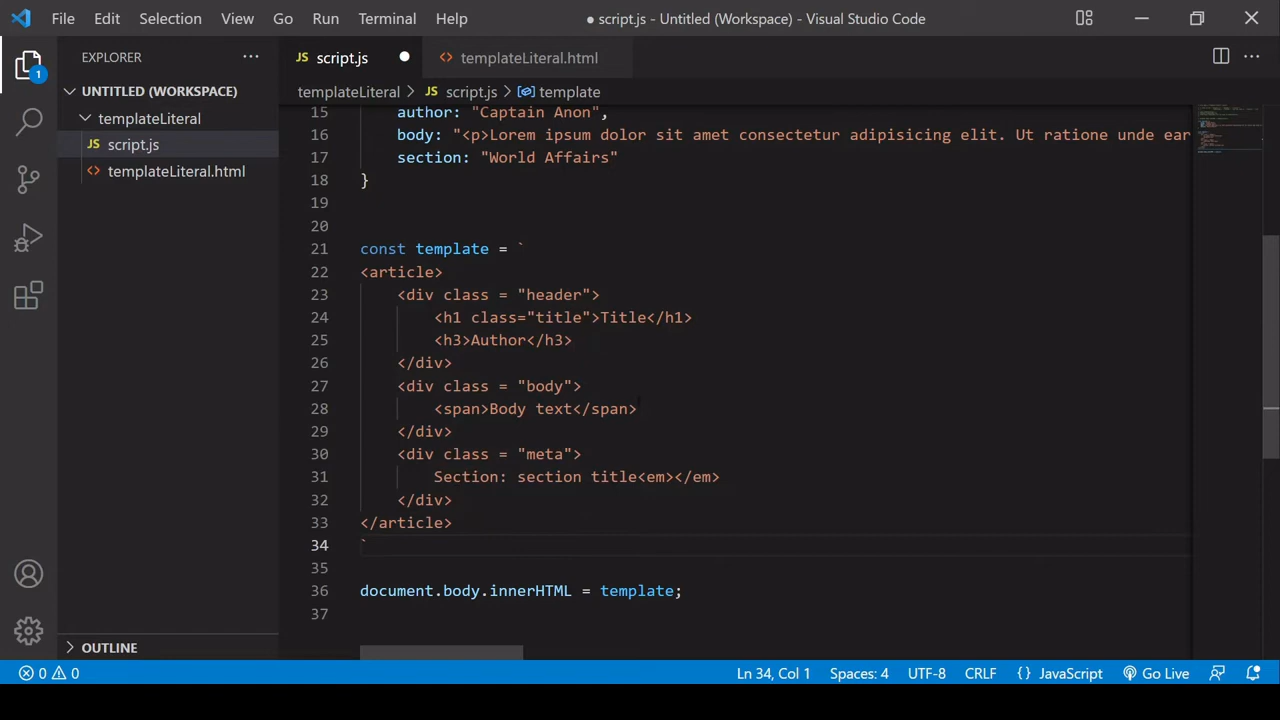 File Edit Selection View Go Run Terminal Help ● script.js - Untitled (Workspace) - Visual Studio Code
EXPLORER ···
JS script.js ●
<> templateLiteral.html
UNTITLED (WORKSPACE)
templateLiteral
JS script.js
<> templateLiteral.html
1
templateLiteral > JS script.js > template
15 author: "Captain Anon",
16 body: "<p>Lorem ipsum dolor sit amet consectetur adipisicing elit. Ut ratione unde ear
17 section: "World Affairs"
18 }
19
20
21 const template = `
22 <article>
23 <div class = "header">
24 <h1 class="title">Title</h1>
25 <h3>Author</h3>
26 </div>
27 <div class = "body">
28 <span>Body text</span>
29 </div>
30 <div class = "meta">
31 Section: section title<em></em>
32 </div>
33 </article>
34 `
35
36 document.body.innerHTML = template;
37
OUTLINE
0 0 Ln 34, Col 1 Spaces: 4 UTF-8 CRLF {} JavaScript Go Live